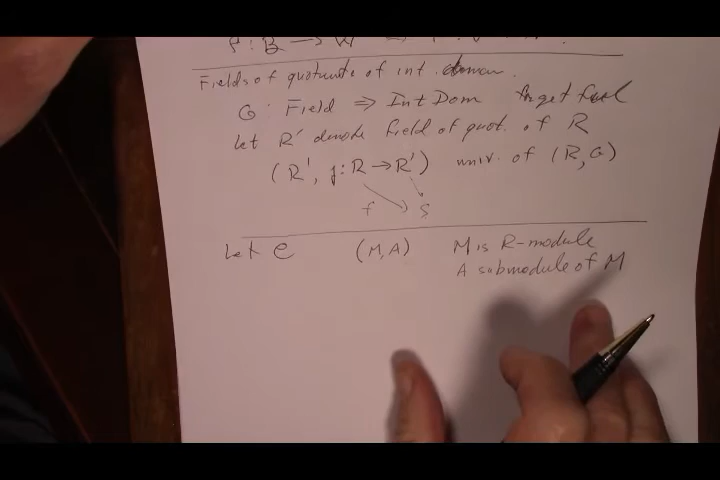 Fields of quotients of int. domain.
G: Field ⇒ Int Dom forgetful
Let R' denote field of quot. of R
(R', j: R → R') univ. of (R, G)
f S
Let C (M, A) M is R-module
A submodule of M